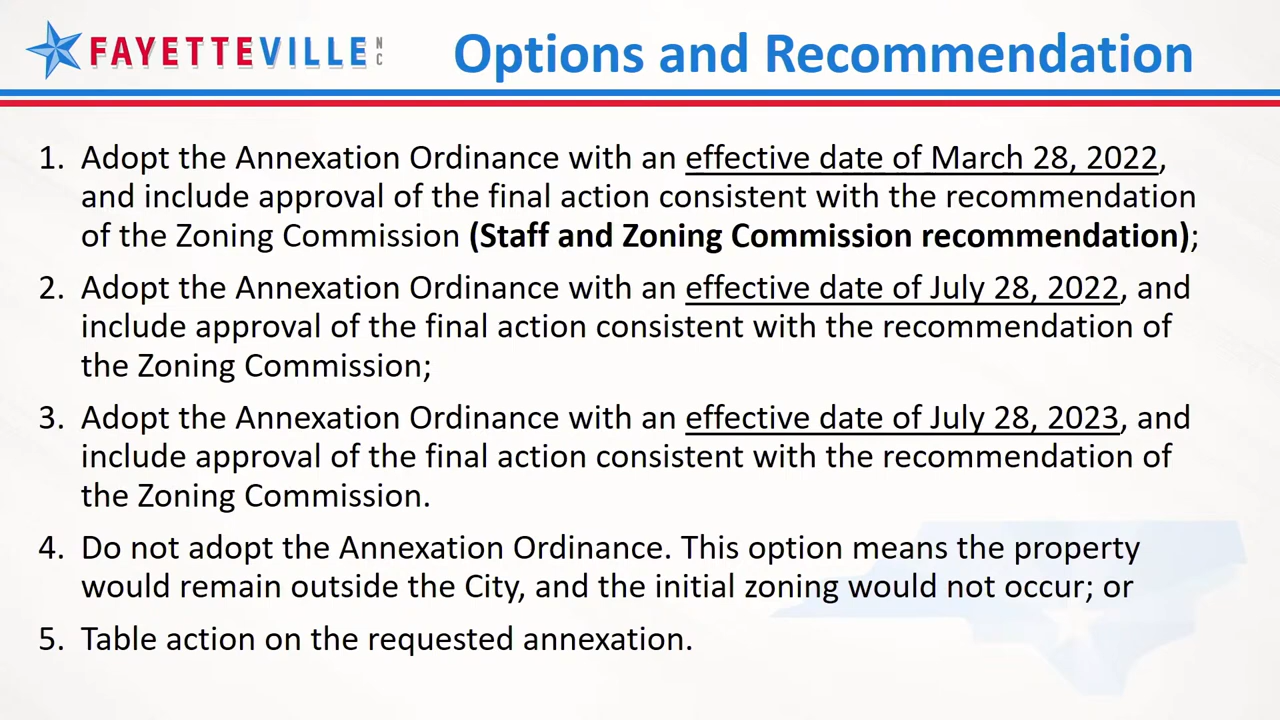 FAYETTEVILLE NC
Options and Recommendation
1. Adopt the Annexation Ordinance with an effective date of March 28, 2022,
and include approval of the final action consistent with the recommendation
of the Zoning Commission (Staff and Zoning Commission recommendation);
2. Adopt the Annexation Ordinance with an effective date of July 28, 2022, and
include approval of the final action consistent with the recommendation of
the Zoning Commission;
3. Adopt the Annexation Ordinance with an effective date of July 28, 2023, and
include approval of the final action consistent with the recommendation of
the Zoning Commission.
4. Do not adopt the Annexation Ordinance. This option means the property
would remain outside the City, and the initial zoning would not occur; or
5. Table action on the requested annexation.